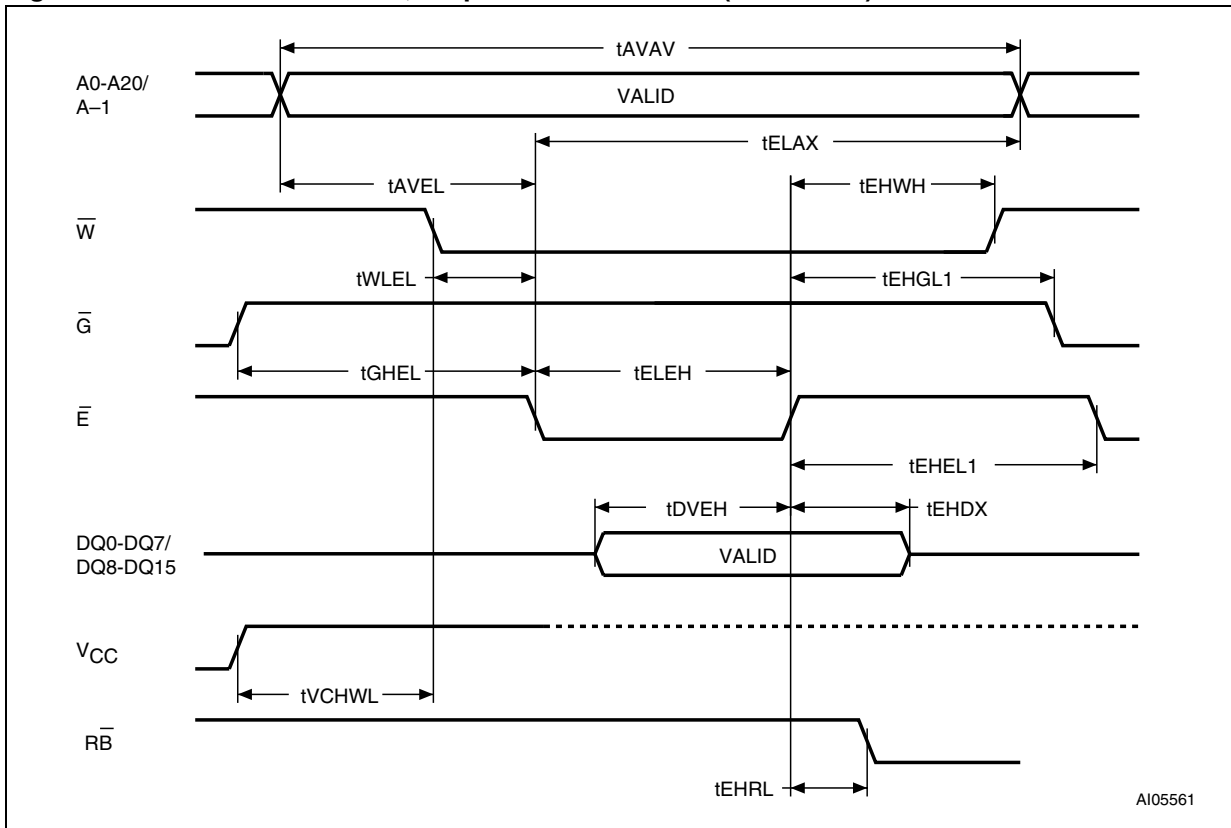 tAVAV
A0-A20/
A–1
VALID
tELAX
tAVEL
tEHWH
W̅
tWLEL
tEHGL1
G̅
tGHEL
tELEH
E̅
tEHEL1
tDVEH
tEHDX
DQ0-DQ7/
DQ8-DQ15
VALID
VCC
tVCHWL
RB̅
tEHRL
AI05561